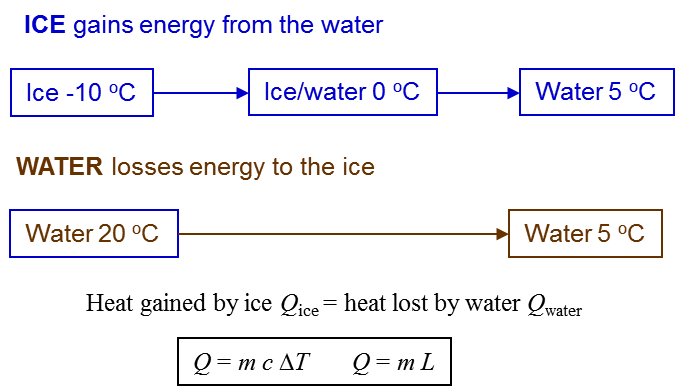 ICE gains energy from the water
Ice -10 ºC
Ice/water 0 ºC
Water 5 ºC
WATER losses energy to the ice
Water 20 ºC
Water 5 ºC
Heat gained by ice Qice = heat lost by water Qwater
Q = m c ΔT Q = m L